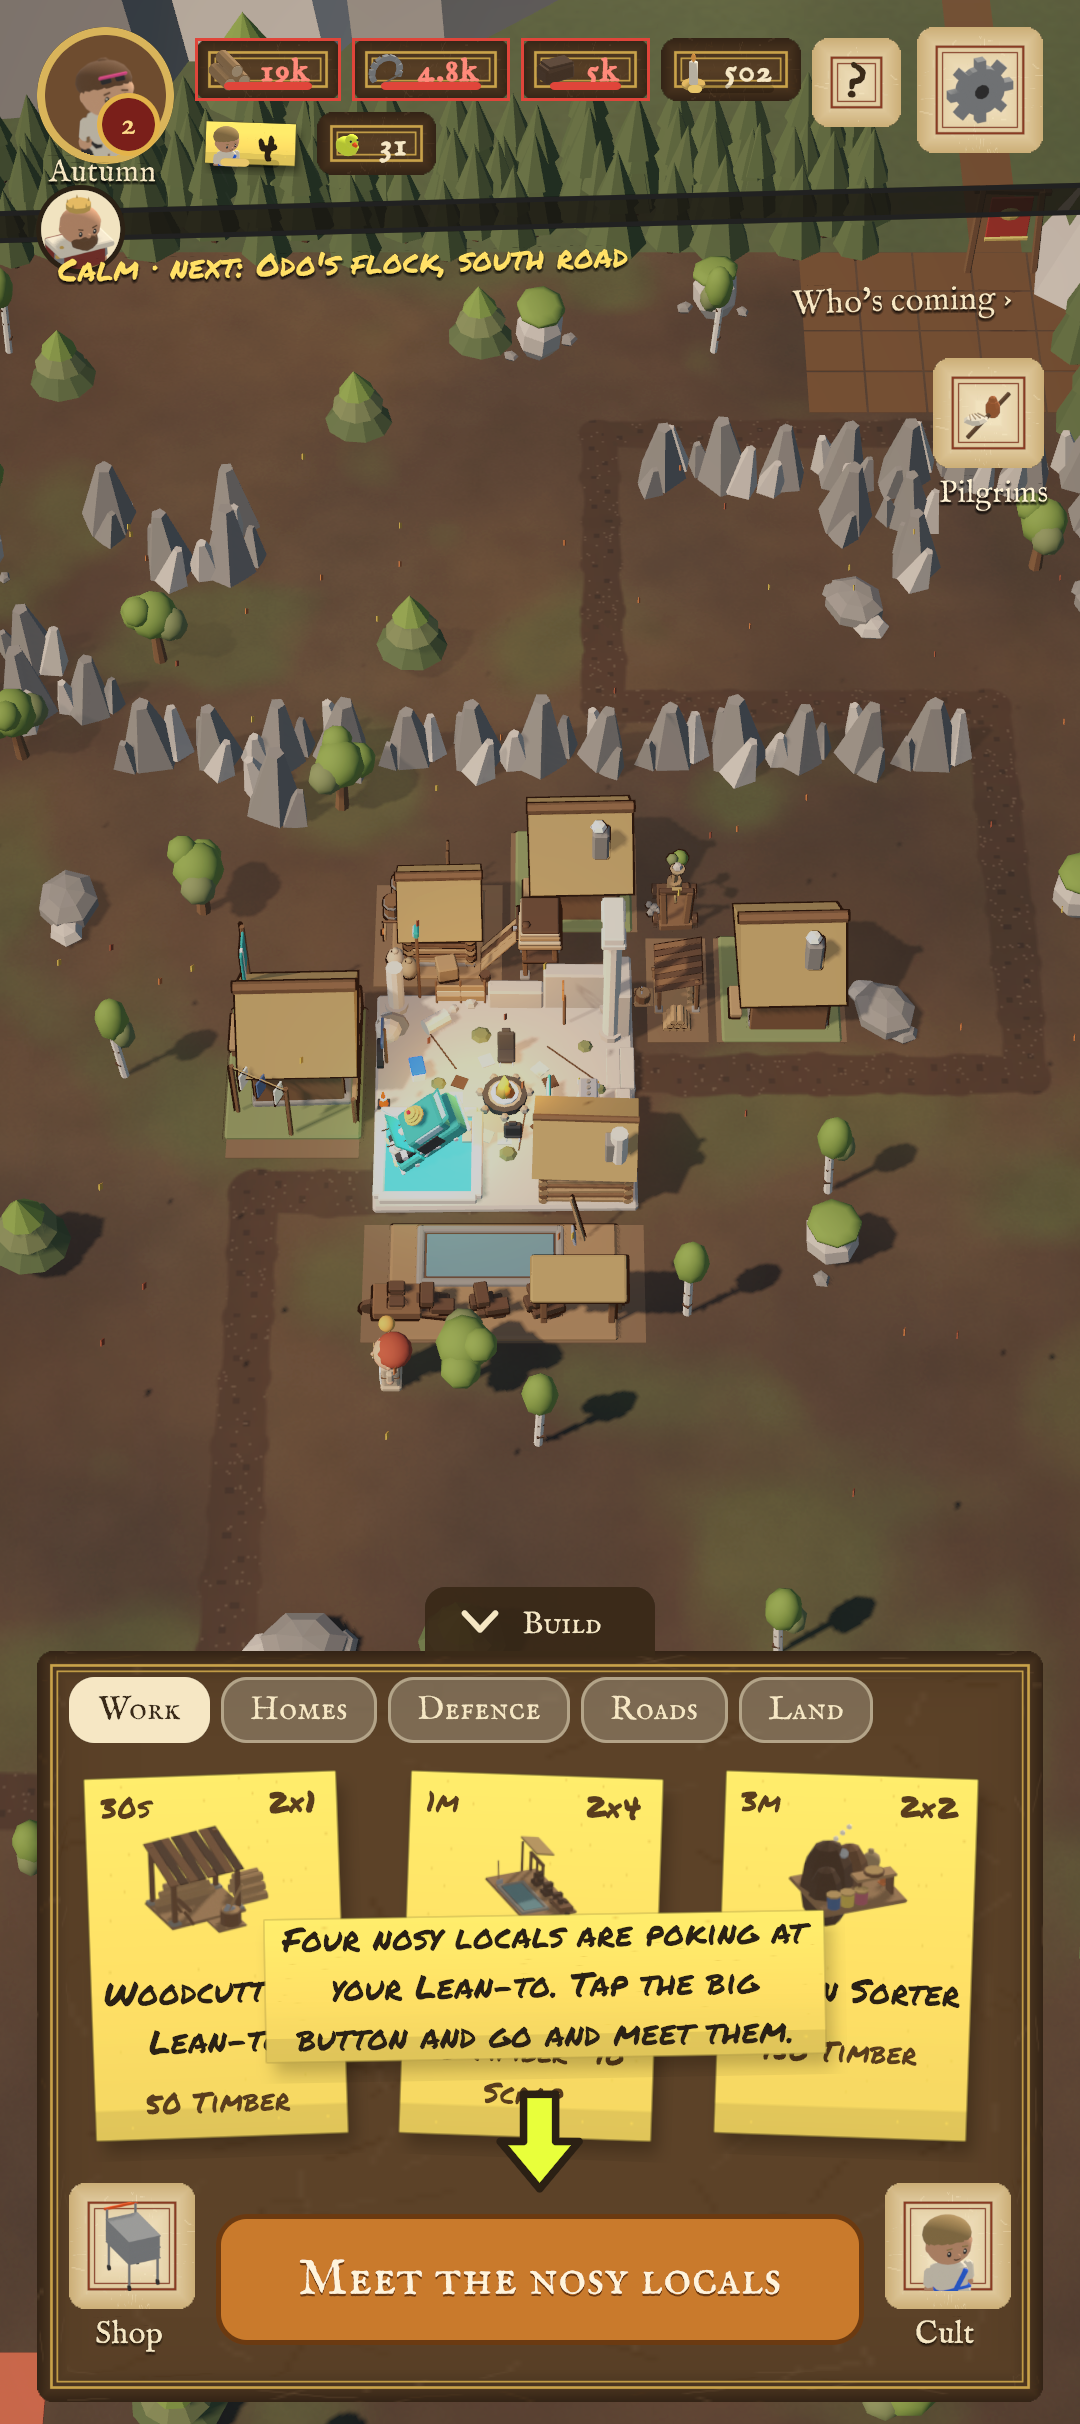 19k
4.8k
5k
502
?
2
4
31
Autumn
Calm · next: Odo's flock, south road
Who's coming ›
Pilgrims
Build
Work
Homes
Defence
Roads
Land
30s
2x1
1m
2x4
3m
2x2
Four nosy locals are poking at
your Lean-to. Tap the big
button and go and meet them.
Sorter
Timber
50 Timber
Meet the nosy locals
Shop
Cult